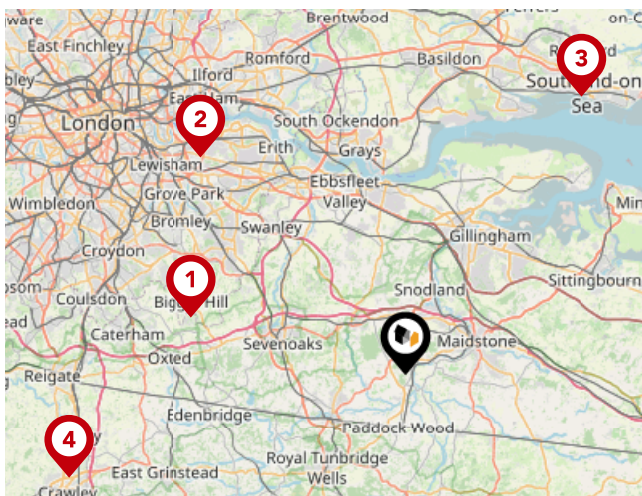 Brentwood
East Finchley
Romford
Basildon
Ilford
East Ham
London
South Ockendon
Sea
Erith
Grays
Lewisham
Ebbsfleet
Valley
Wimbledon
Grove Park
Bromley
Swanley
Gillingham
Croydon
Sittingbourn
Snodland
Coulsdon
Caterham
Sevenoaks
Maidstone
Oxted
Reigate
Edenbridge
Paddock Wood
Royal Tunbridge
Wells
East Grinstead
Crawley
1
2
3
4